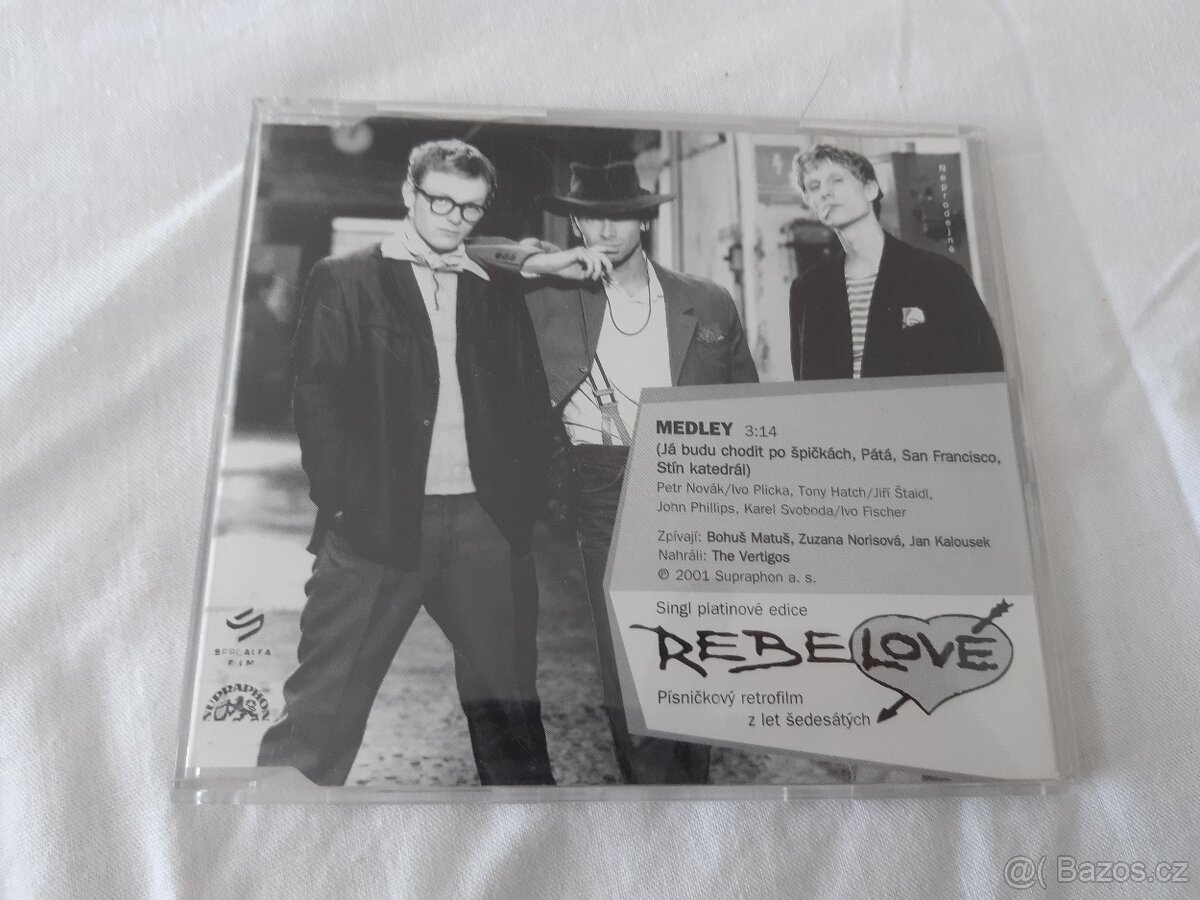 Neprodejné
666
MEDLEY 3:14
(Já budu chodit po špičkách, Pátá, San Francisco,
Stín katedrál)
Petr Novák/Ivo Plicka, Tony Hatch/Jiří Štaidl,
John Phillips, Karel Svoboda/Ivo Fischer
Zpívají: Bohuš Matuš, Zuzana Norisová, Jan Kalousek
Nahráli: The Vertigos
℗ 2001 Supraphon a. s.
Singl platinové edice
REBELOVÉ
Písničkový retrofilm
z let šedesátých
SUPRAPHON
@( Bazos.cz